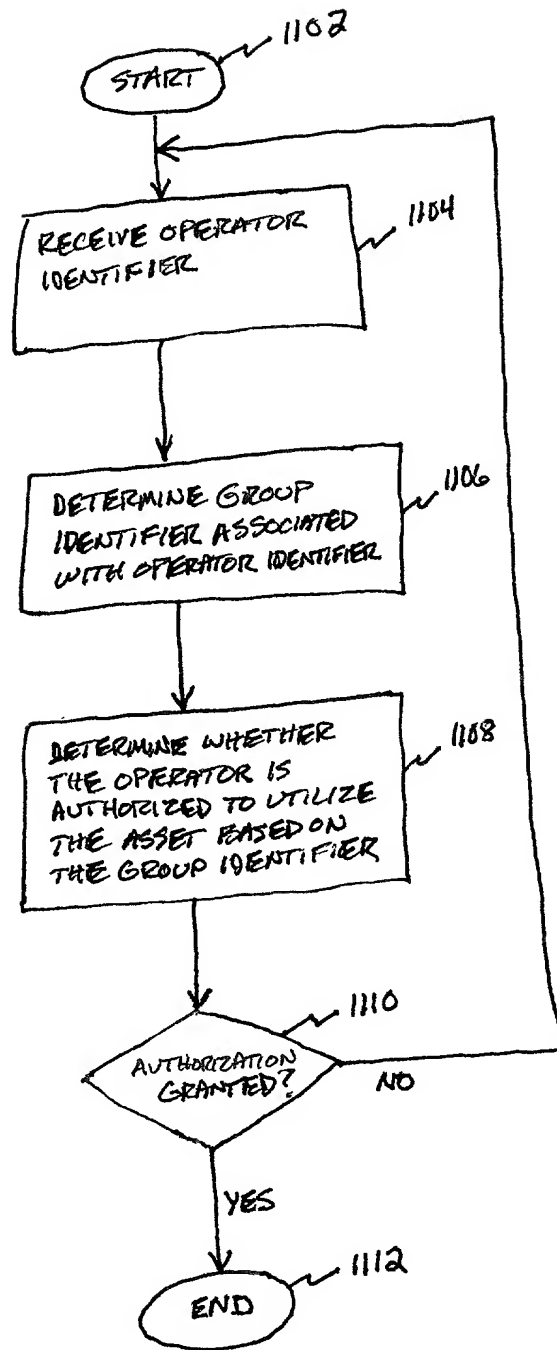 1102
START
1104
RECEIVE OPERATOR
IDENTIFIER
1106
DETERMINE GROUP
IDENTIFIER ASSOCIATED
WITH OPERATOR IDENTIFIER
1108
DETERMINE WHETHER
THE OPERATOR IS
AUTHORIZED TO UTILIZE
THE ASSET BASED ON
THE GROUP IDENTIFIER
1110
AUTHORIZATION
GRANTED?
NO
YES
1112
END